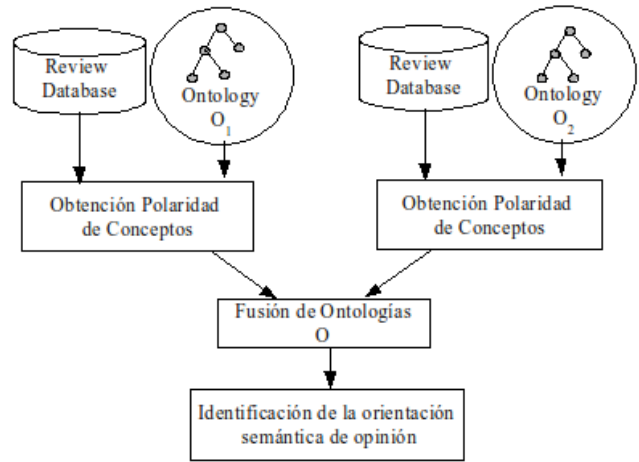 Review
Database
Ontology
O1
Review
Database
Ontology
O2
Obtención Polaridad
de Conceptos
Obtención Polaridad
de Conceptos
Fusión de Ontologías
O
Identificación de la orientación
semántica de opinión